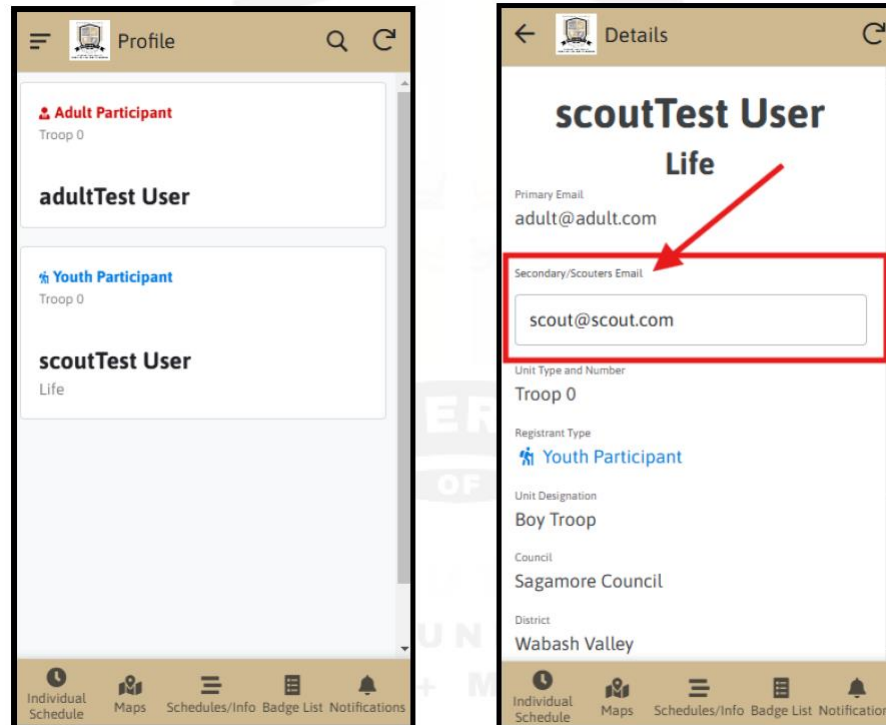 Profile
Adult Participant
Troop 0
adultTest User
Youth Participant
Troop 0
scoutTest User
Life
Individual
Schedule
Maps
Schedules/Info
Badge List
Notifications
Details
scoutTest User
Life
Primary Email
adult@adult.com
Secondary/Scouters Email
scout@scout.com
Unit Type and Number
Troop 0
Registrant Type
Youth Participant
Unit Designation
Boy Troop
Council
Sagamore Council
District
Wabash Valley
Individual
Schedule
Maps
Schedules/Info
Badge List
Notification